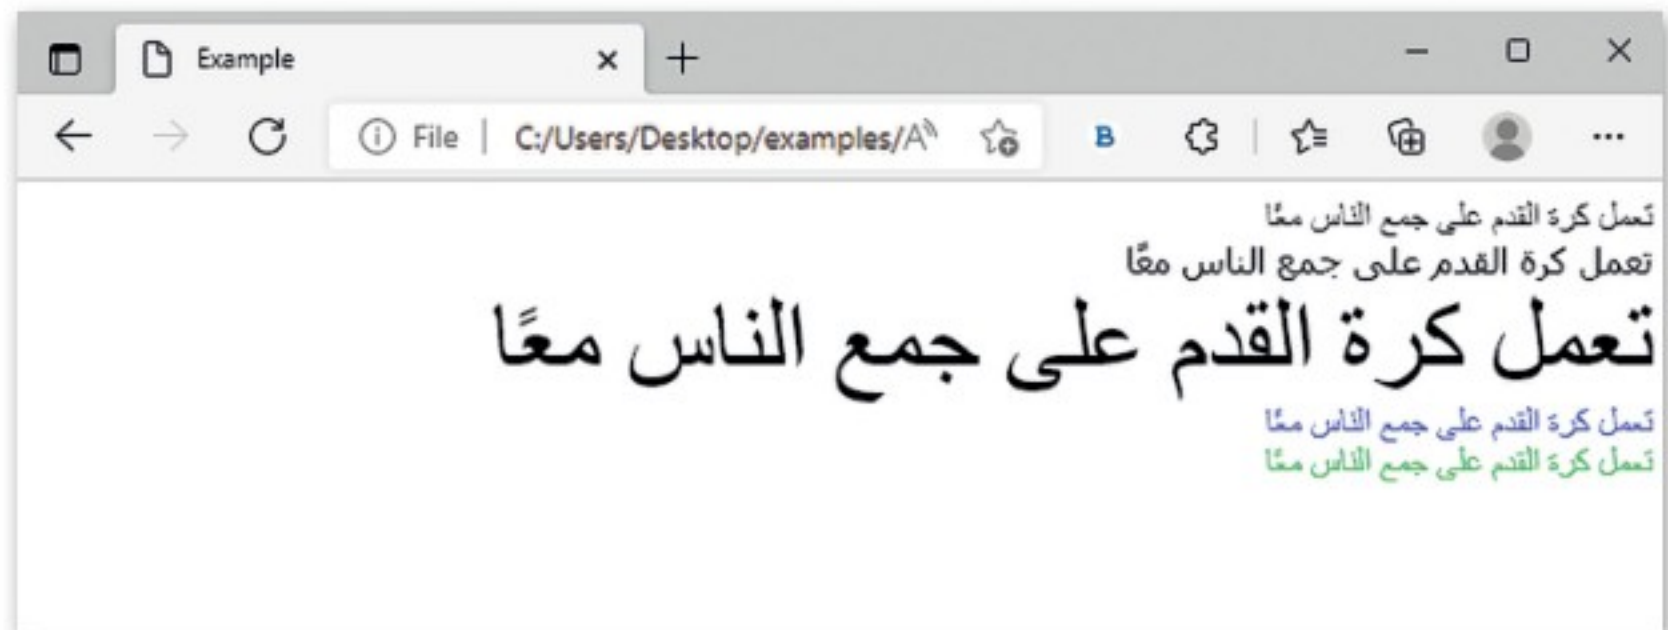 Example
File | C:/Users/Desktop/examples/
تعمل كرة القدم على جمع الناس معًا
تعمل كرة القدم على جمع الناس معًا
تعمل كرة القدم على جمع الناس معًا
تعمل كرة القدم على جمع الناس معًا
تعمل كرة القدم على جمع الناس معًا